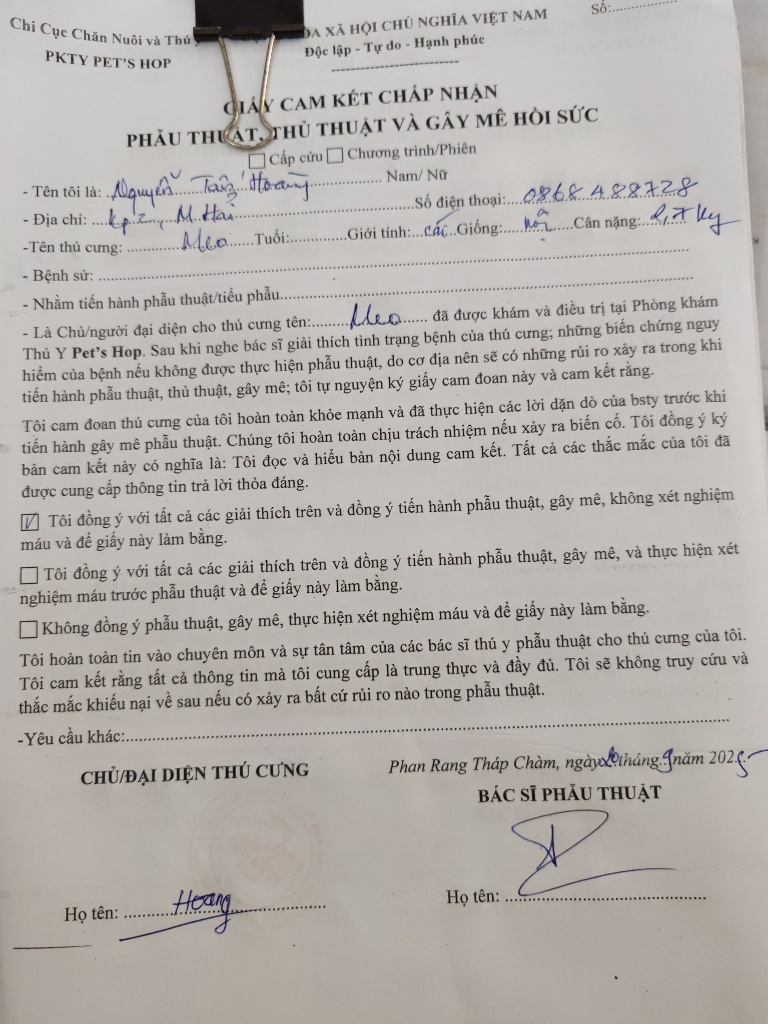 Chi Cục Chăn Nuôi và Thú
HÒA XÃ HỘI CHỦ NGHĨA VIỆT NAM
Số:
PKTY PET'S HOP
Độc lập - Tự do - Hạnh phúc
GIẤY CAM KẾT CHẤP NHẬN
PHẪU THUẬT, THỦ THUẬT VÀ GÂY MÊ HỒI SỨC
Cấp cứu Chương trình/Phiên
- Tên tôi là: Nguyễn Hoàng Nam/ Nữ
- Địa chỉ: kp 2, M. Hải Số điện thoại: 0868 488728
-Tên thú cưng: Meo Tuổi: Giới tính: cái Giống: nội Cân nặng: 2,7 kg
- Bệnh sử:
- Nhằm tiến hành phẫu thuật/tiểu phẫu
- Là Chủ/người đại diện cho thú cưng tên: Meo đã được khám và điều trị tại Phòng khám
Thú Y Pet's Hop. Sau khi nghe bác sĩ giải thích tình trạng bệnh của thú cưng; những biến chứng nguy
hiểm của bệnh nếu không được thực hiện phẫu thuật, do cơ địa nên sẽ có những rủi ro xảy ra trong khi
tiến hành phẫu thuật, thủ thuật, gây mê; tôi tự nguyện ký giấy cam đoan này và cam kết rằng.
Tôi cam đoan thú cưng của tôi hoàn toàn khỏe mạnh và đã thực hiện các lời dặn dò của bsty trước khi
tiến hành gây mê phẫu thuật. Chúng tôi hoàn toàn chịu trách nhiệm nếu xảy ra biến cố. Tôi đồng ý ký
bản cam kết này có nghĩa là: Tôi đọc và hiểu bản nội dung cam kết. Tất cả các thắc mắc của tôi đã
được cung cấp thông tin trả lời thỏa đáng.
Tôi đồng ý với tất cả các giải thích trên và đồng ý tiến hành phẫu thuật, gây mê, không xét nghiệm
máu và để giấy này làm bằng.
Tôi đồng ý với tất cả các giải thích trên và đồng ý tiến hành phẫu thuật, gây mê, và thực hiện xét
nghiệm máu trước phẫu thuật và để giấy này làm bằng.
Không đồng ý phẫu thuật, gây mê, thực hiện xét nghiệm máu và để giấy này làm bằng.
Tôi hoàn toàn tin vào chuyên môn và sự tân tâm của các bác sĩ thú y phẫu thuật cho thú cưng của tôi.
Tôi cam kết rằng tất cả thông tin mà tôi cung cấp là trung thực và đầy đủ. Tôi sẽ không truy cứu và
thắc mắc khiếu nại về sau nếu có xảy ra bất cứ rủi ro nào trong phẫu thuật.
-Yêu cầu khác:
Phan Rang Tháp Chàm, ngày 20 tháng 9 năm 2025
CHỦ/ĐẠI DIỆN THÚ CƯNG
BÁC SĨ PHẪU THUẬT
Họ tên: Hoang
Họ tên: